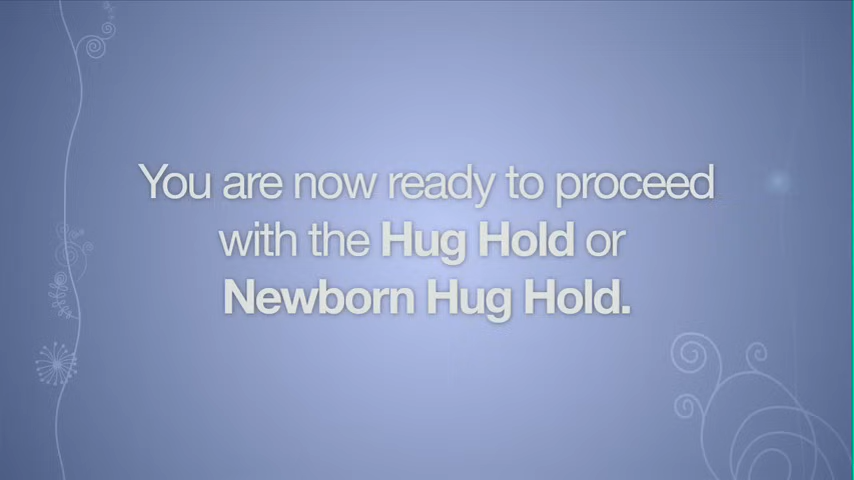 You are now ready to proceed
with the Hug Hold or
Newborn Hug Hold.